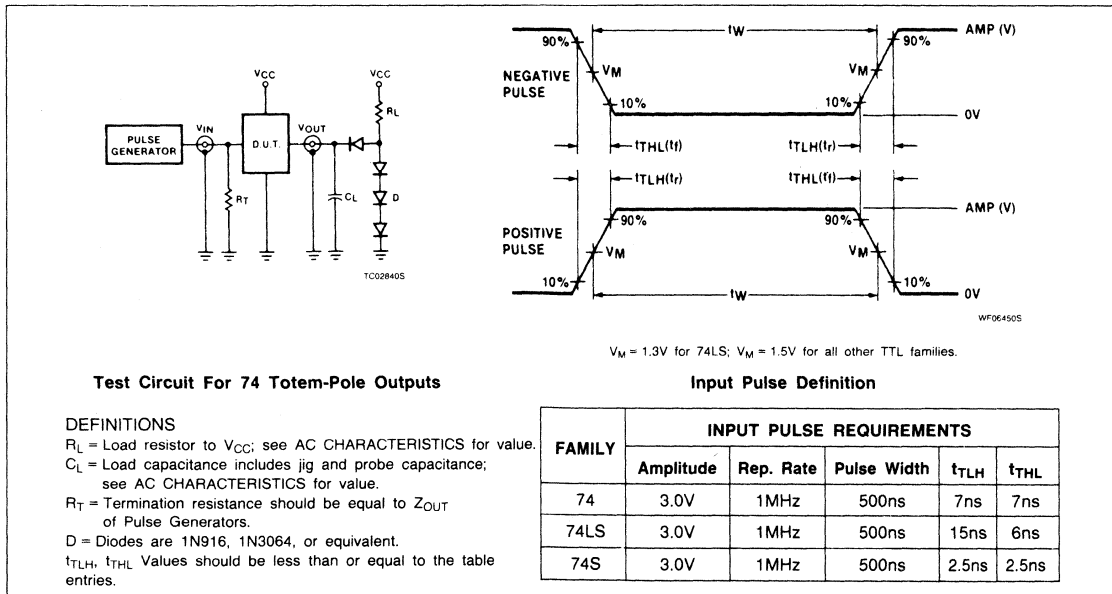 VCC
VCC
RL
VIN
VOUT
PULSE
GENERATOR
D.U.T.
RT
CL
D
TC02840S
tW
AMP (V)
90%
90%
NEGATIVE
PULSE
VM
VM
10%
10%
0V
tTHL(tf)
tTLH(tr)
tTLH(tr)
tTHL(tf)
AMP (V)
90%
90%
POSITIVE
PULSE
VM
VM
10%
10%
tW
0V
WF06450S
VM = 1.3V for 74LS; VM = 1.5V for all other TTL families.
Test Circuit For 74 Totem-Pole Outputs
Input Pulse Definition
DEFINITIONS
RL = Load resistor to VCC; see AC CHARACTERISTICS for value.
CL = Load capacitance includes jig and probe capacitance;
see AC CHARACTERISTICS for value.
RT = Termination resistance should be equal to ZOUT
of Pulse Generators.
D = Diodes are 1N916, 1N3064, or equivalent.
tTLH, tTHL Values should be less than or equal to the table
entries.
FAMILY INPUT PULSE REQUIREMENTS
Amplitude Rep. Rate Pulse Width tTLH tTHL
74 3.0V 1MHz 500ns 7ns 7ns
74LS 3.0V 1MHz 500ns 15ns 6ns
74S 3.0V 1MHz 500ns 2.5ns 2.5ns